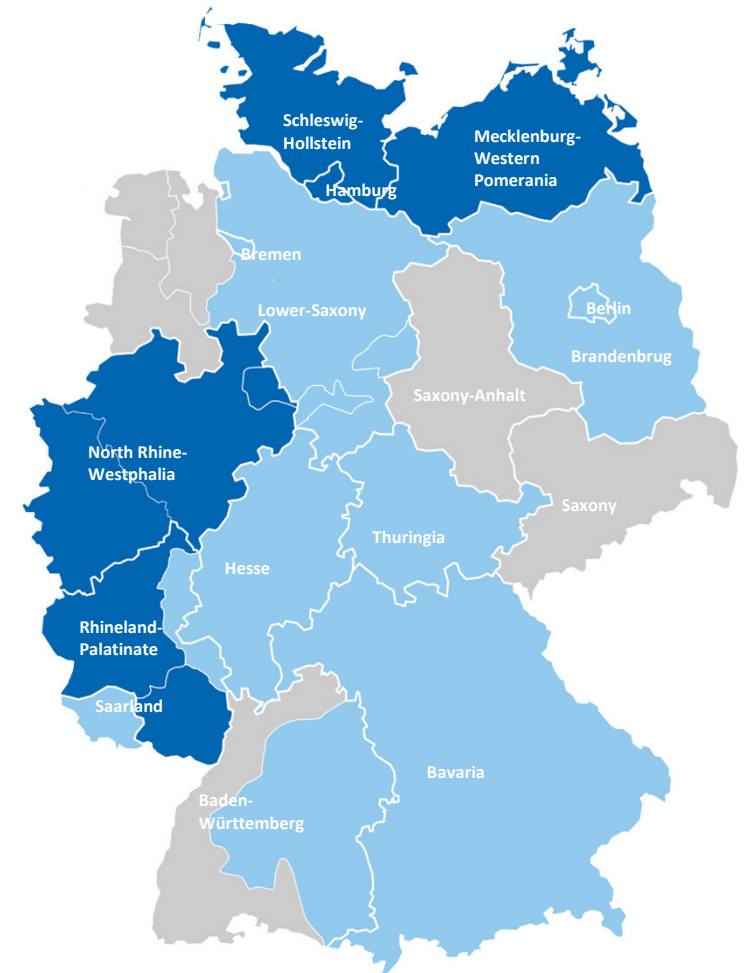 Schleswig-
Hollstein
Mecklenburg-
Western
Pomerania
Hamburg
Bremen
Lower-Saxony
Berlin
Brandenbrug
Saxony-Anhalt
North Rhine-
Westphalia
Saxony
Thuringia
Hesse
Rhineland-
Palatinate
Saarland
Bavaria
Baden-
Württemberg